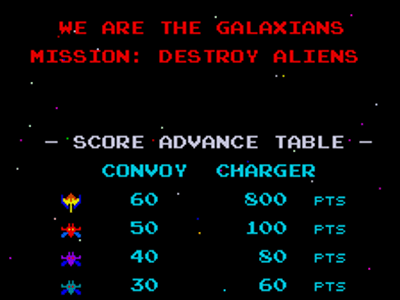 WE ARE THE GALAXIANS
MISSION: DESTROY ALIENS
— SCORE ADVANCE TABLE —
CONVOY CHARGER
60 800 PTS
50 100 PTS
40 80 PTS
30 60 PTS